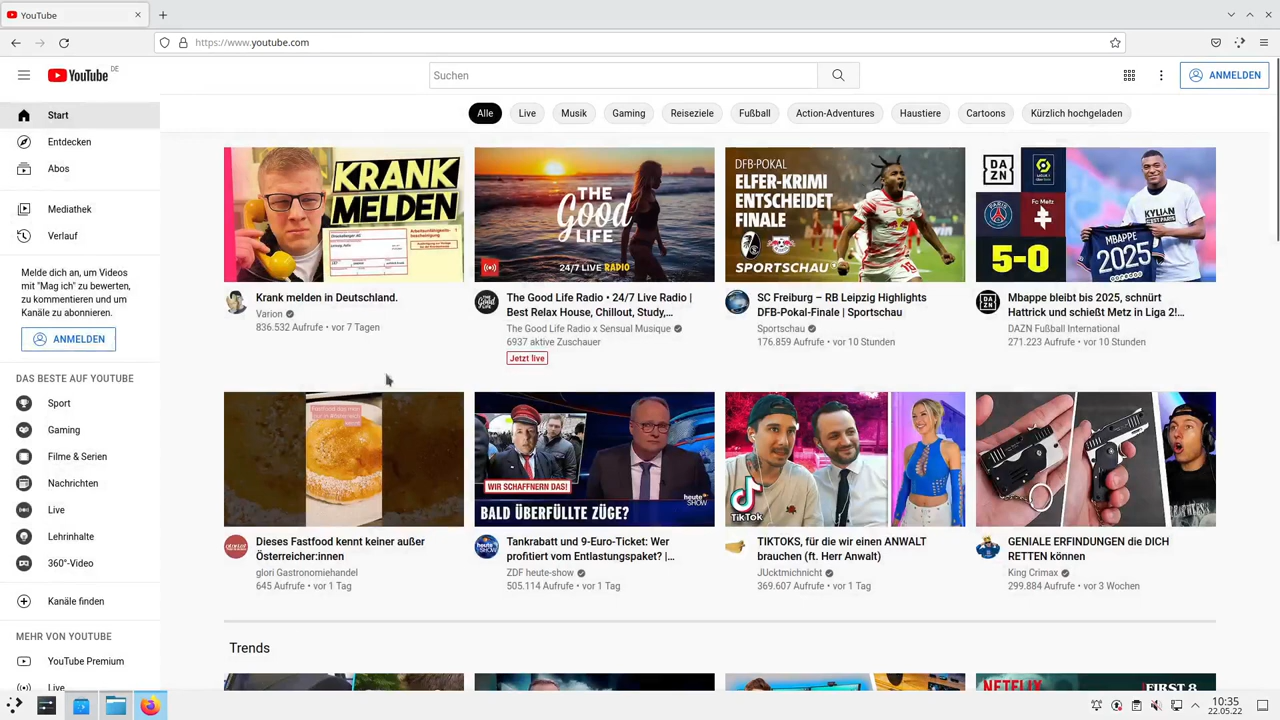 YouTube
https://www.youtube.com
YouTube DE
Suchen
ANMELDEN
Start
Entdecken
Abos
Mediathek
Verlauf
Melde dich an, um Videos
mit "Mag ich" zu bewerten,
zu kommentieren und um
Kanäle zu abonnieren.
ANMELDEN
DAS BESTE AUF YOUTUBE
Sport
Gaming
Filme & Serien
Nachrichten
Live
Lehrinhalte
360°-Video
Kanäle finden
MEHR VON YOUTUBE
YouTube Premium
Live
Alle
Live
Musik
Gaming
Reiseziele
Fußball
Action-Adventures
Haustiere
Cartoons
Kürzlich hochgeladen
KRANK
MELDEN
Krank melden in Deutschland.
Varion
836.532 Aufrufe • vor 7 Tagen
THE
Good
LIFE
24/7 LIVE RADIO
The Good Life Radio • 24/7 Live Radio |
Best Relax House, Chillout, Study,...
The Good Life Radio x Sensual Musique
6937 aktive Zuschauer
Jetzt live
DFB-POKAL
ELFER-KRIMI
ENTSCHEIDET
FINALE
SPORTSCHAU
SC Freiburg – RB Leipzig Highlights
DFB-Pokal-Finale | Sportschau
Sportschau
176.859 Aufrufe • vor 10 Stunden
DA
ZN
PARIS
Fc Metz
5-0
KYLIAN
MBAPPE
2025
Mbappe bleibt bis 2025, schnürt
Hattrick und schießt Metz in Liga 2!...
DAZN Fußball International
271.223 Aufrufe • vor 10 Stunden
Dieses Fastfood kennt keiner außer
Österreicher:innen
glori Gastronomiehandel
645 Aufrufe • vor 1 Tag
WIR SCHAFFNERN DAS!
BALD ÜBERFÜLLTE ZÜGE?
heute SHOW
Tankrabatt und 9-Euro-Ticket: Wer
profitiert vom Entlastungspaket? |...
ZDF heute-show
505.114 Aufrufe • vor 1 Tag
TikTok
TIKTOKS, für die wir einen ANWALT
brauchen (ft. Herr Anwalt)
JUcktmichnicht
369.607 Aufrufe • vor 1 Tag
GENIALE ERFINDUNGEN die DICH
RETTEN können
King Crimax
299.884 Aufrufe • vor 3 Wochen
Trends
NETFLIX
FIRST 8
10:35
22.05.22